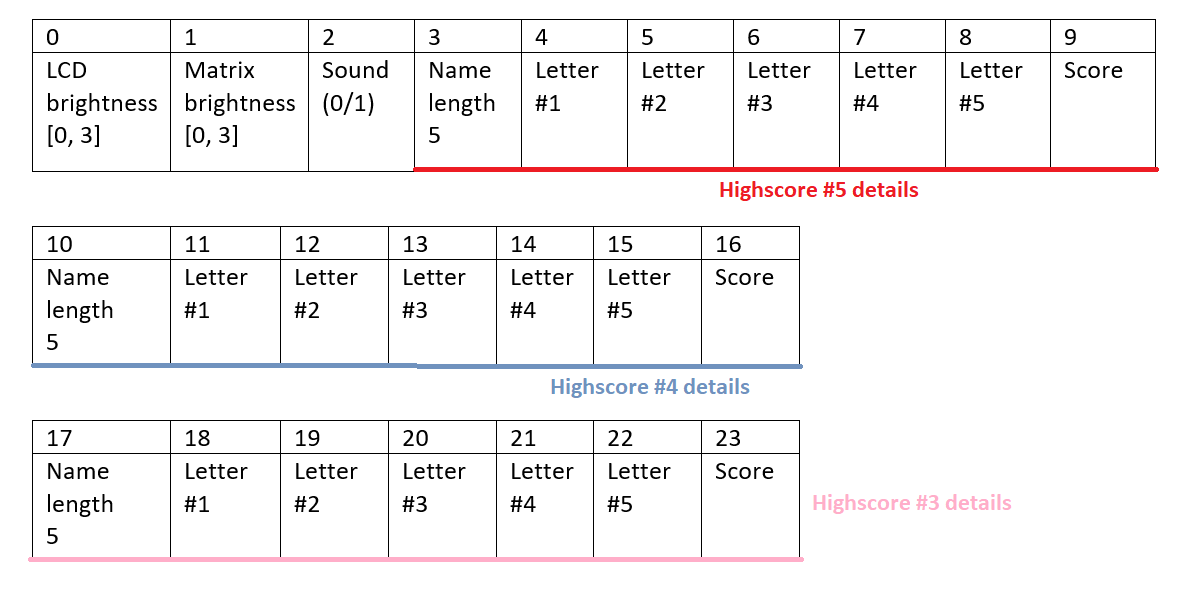 0 1 2 3 4 5 6 7 8 9
LCD Matrix Sound Name Letter Letter Letter Letter Letter Score
brightness brightness (0/1) length #1 #2 #3 #4 #5
[0, 3] [0, 3] 5
Highscore #5 details
10 11 12 13 14 15 16
Name Letter Letter Letter Letter Letter Score
length #1 #2 #3 #4 #5
5
Highscore #4 details
17 18 19 20 21 22 23
Name Letter Letter Letter Letter Letter Score
length #1 #2 #3 #4 #5
5
Highscore #3 details